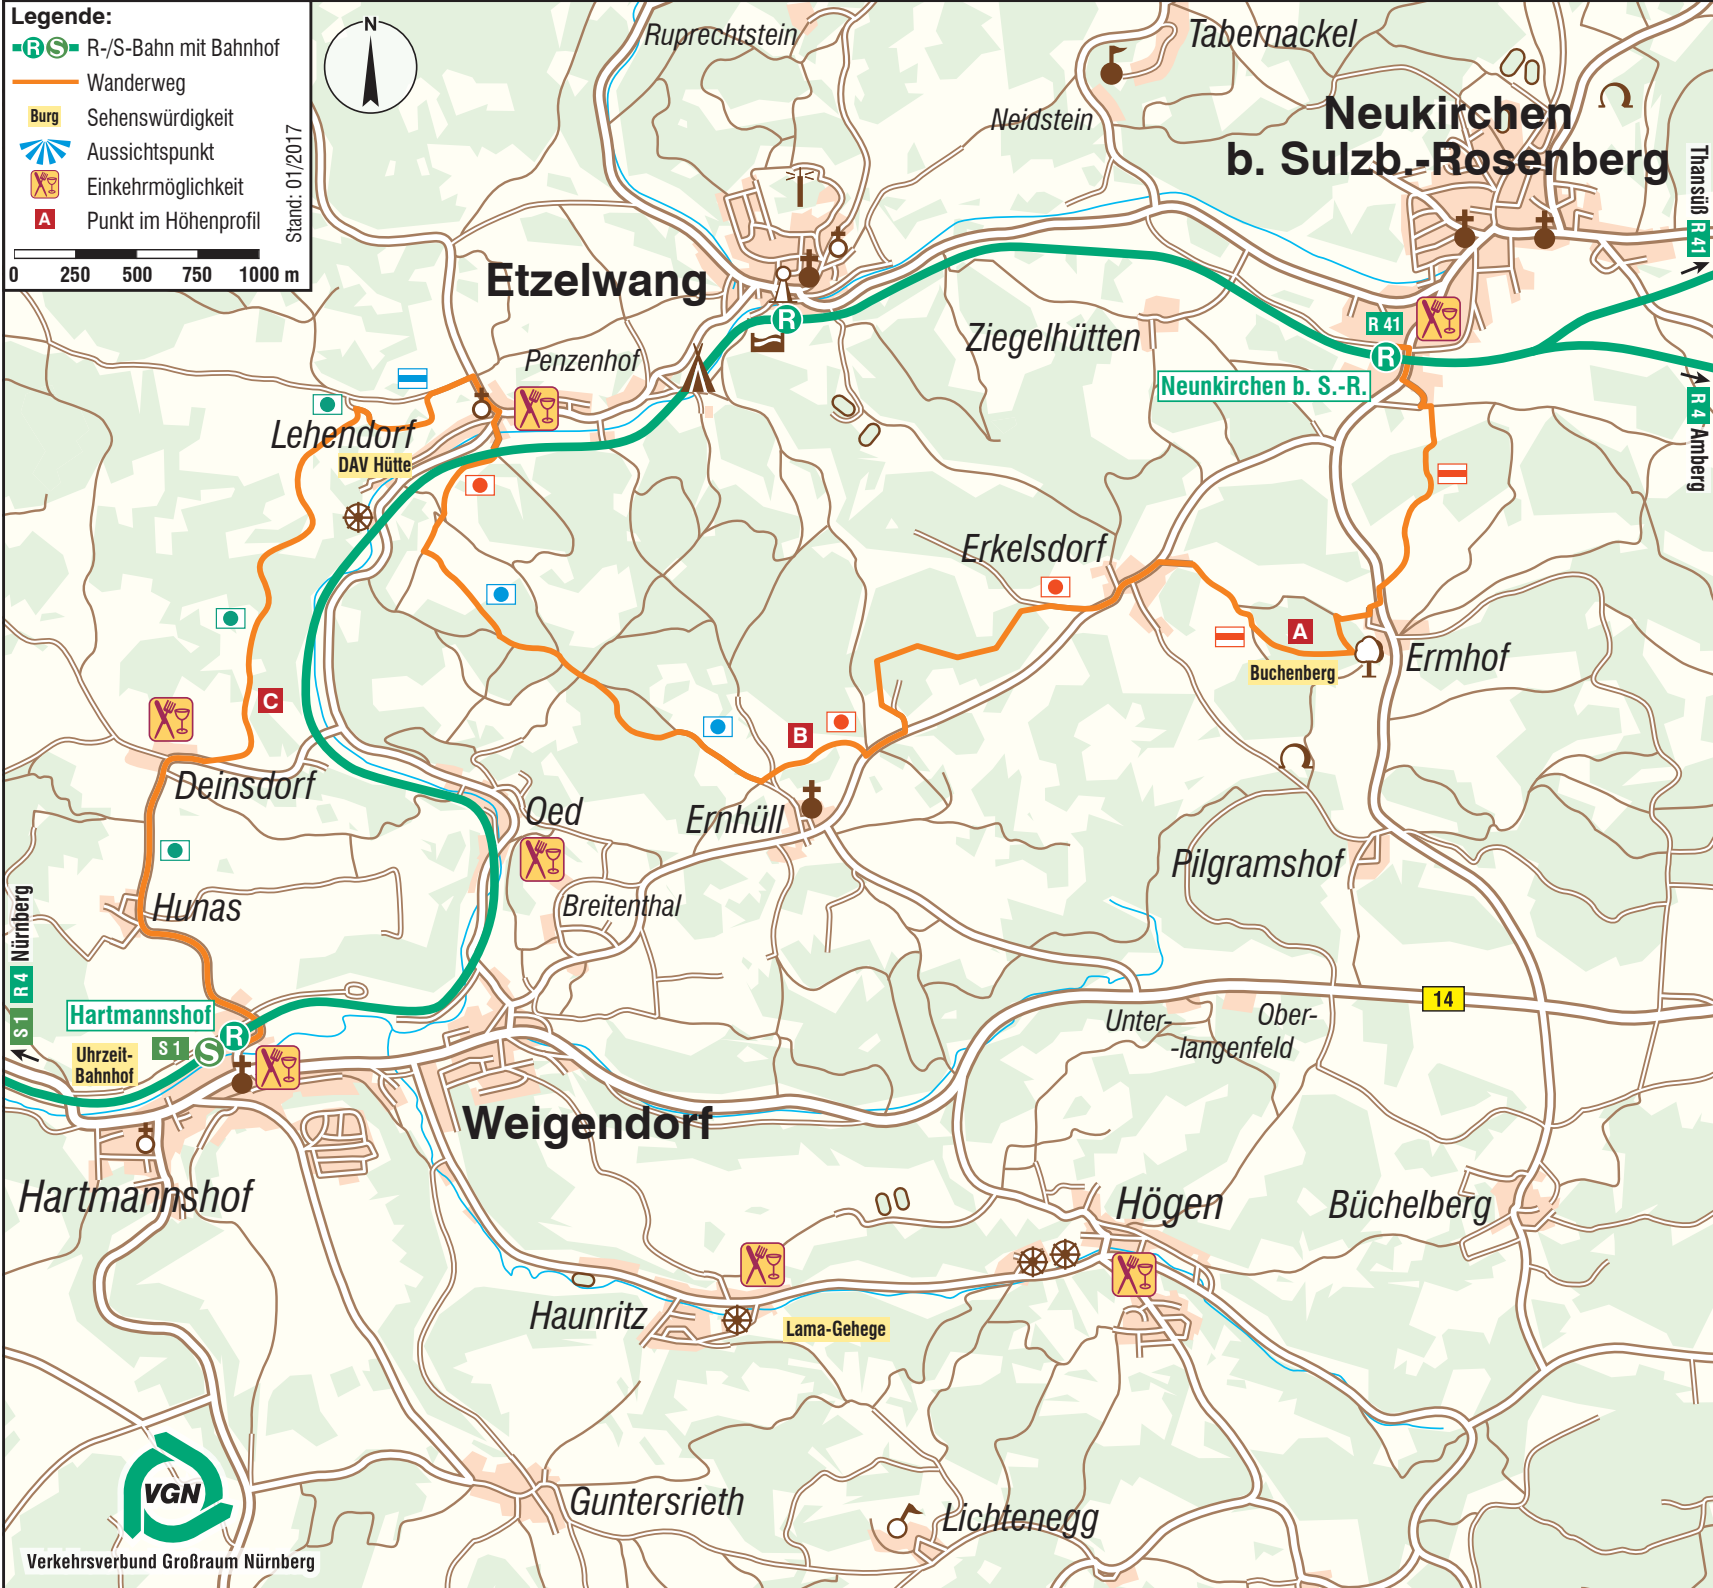 Legende:
R S R-/S-Bahn mit Bahnhof
Wanderweg
Burg Sehenswürdigkeit
Aussichtspunkt
Einkehrmöglichkeit
A Punkt im Höhenprofil
0 250 500 750 1000 m
Stand: 01/2017
N
Ruprechtstein
Tabernackel
Neidstein
Neukirchen
b. Sulzb.-Rosenberg
Thansüß R 41
Etzelwang
R
Penzenhof
Ziegelhütten
R 41
R
Neunkirchen b. S.-R.
R 4 Amberg
Lehendorf
DAV Hütte
Erkelsdorf
A
Buchenberg
Ermhof
C
B
Deinsdorf
Oed
Ernhüll
Pilgramshof
Hunas
Breitenthal
S 1 R 4 Nürnberg
14
Hartmannshof
R
S 1 S
Uhrzeit-
Bahnhof
Unter-
Ober-
-langenfeld
Weigendorf
Hartmannshof
Högen
Büchelberg
Haunritz
Lama-Gehege
VGN
Verkehrsverbund Großraum Nürnberg
Guntersrieth
Lichtenegg